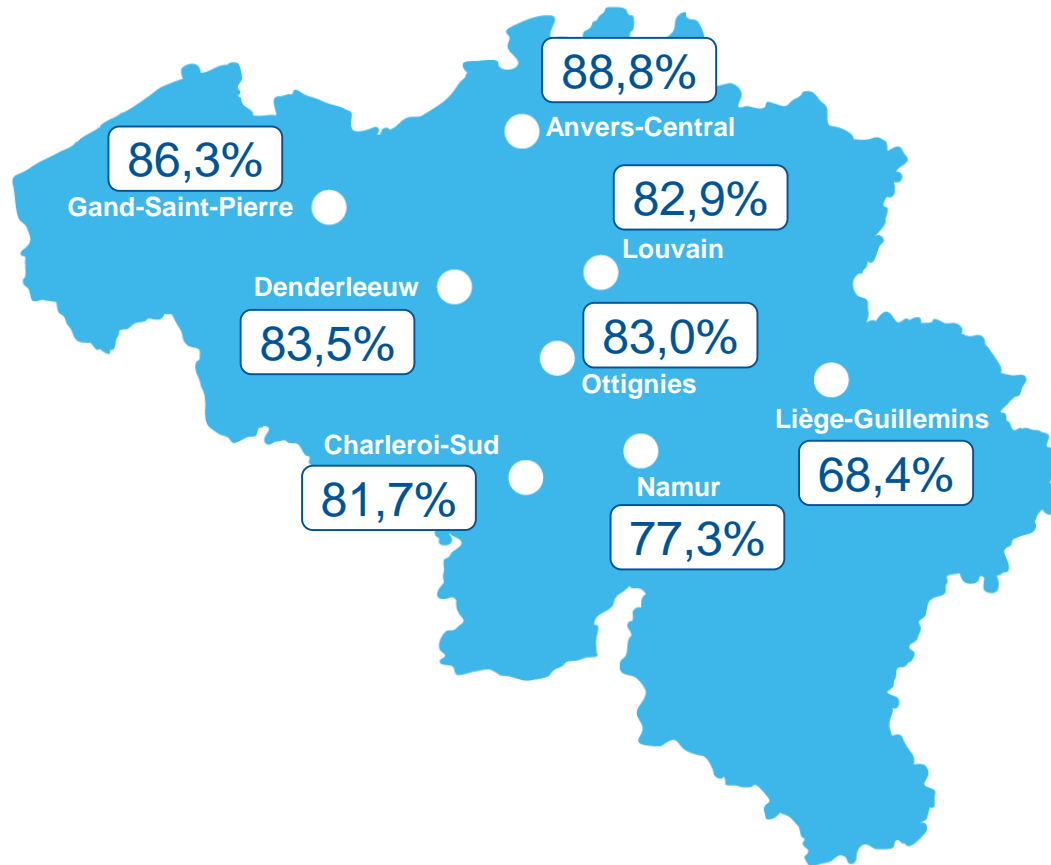 88,8%
Anvers-Central
86,3%
Gand-Saint-Pierre
82,9%
Louvain
Denderleeuw
83,5%
83,0%
Ottignies
Liège-Guillemins
68,4%
Charleroi-Sud
81,7%
Namur
77,3%